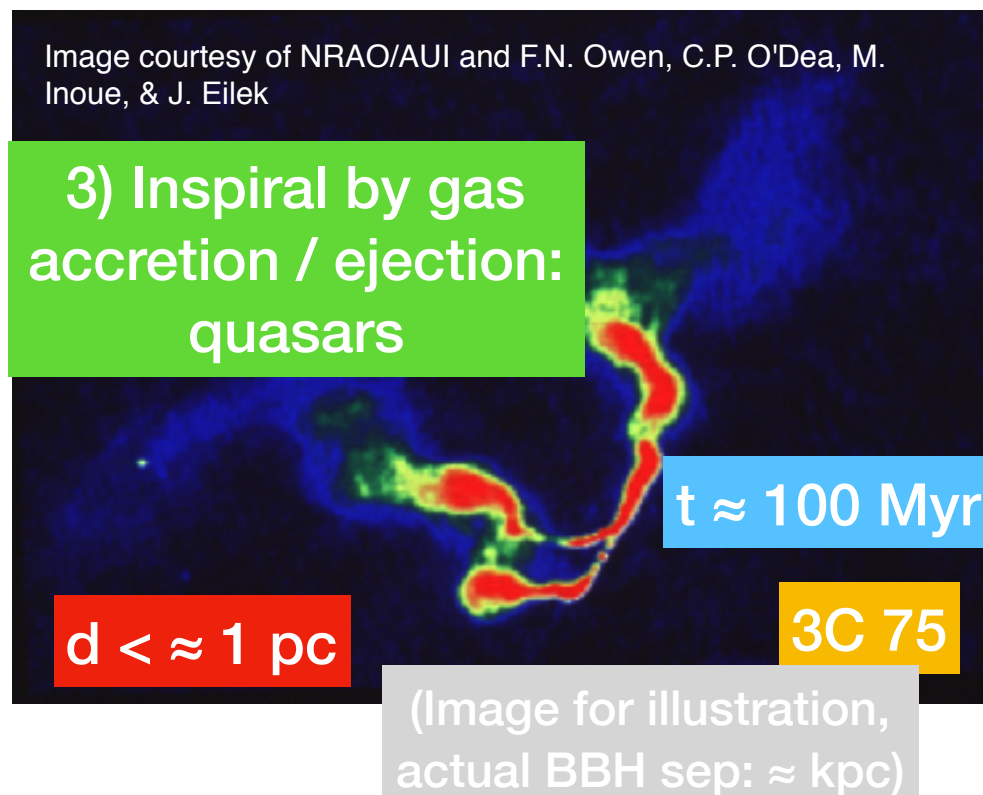 Image courtesy of NRAO/AUI and F.N. Owen, C.P. O'Dea, M.
Inoue, & J. Eilek
3) Inspiral by gas
accretion / ejection:
quasars
t ≈ 100 Myr
d < ≈ 1 pc
3C 75
(Image for illustration,
actual BBH sep: ≈ kpc)